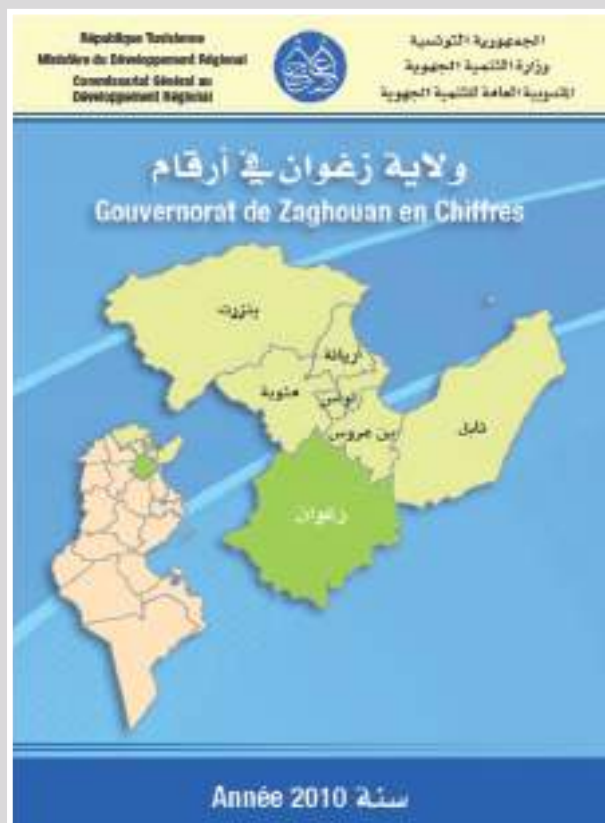 République Tunisienne
Ministère du Développement Régional
Commissariat Général au
Développement Régional
الجمهورية التونسية
وزارة التنمية الجهوية
المندوبية العامة للتنمية الجهوية
ولاية زغوان في أرقام
Gouvernorat de Zaghouan en Chiffres
بنزرت
أريانة
منوبة
تونس
بن عروس
نابل
زغوان
Année 2010 سنة